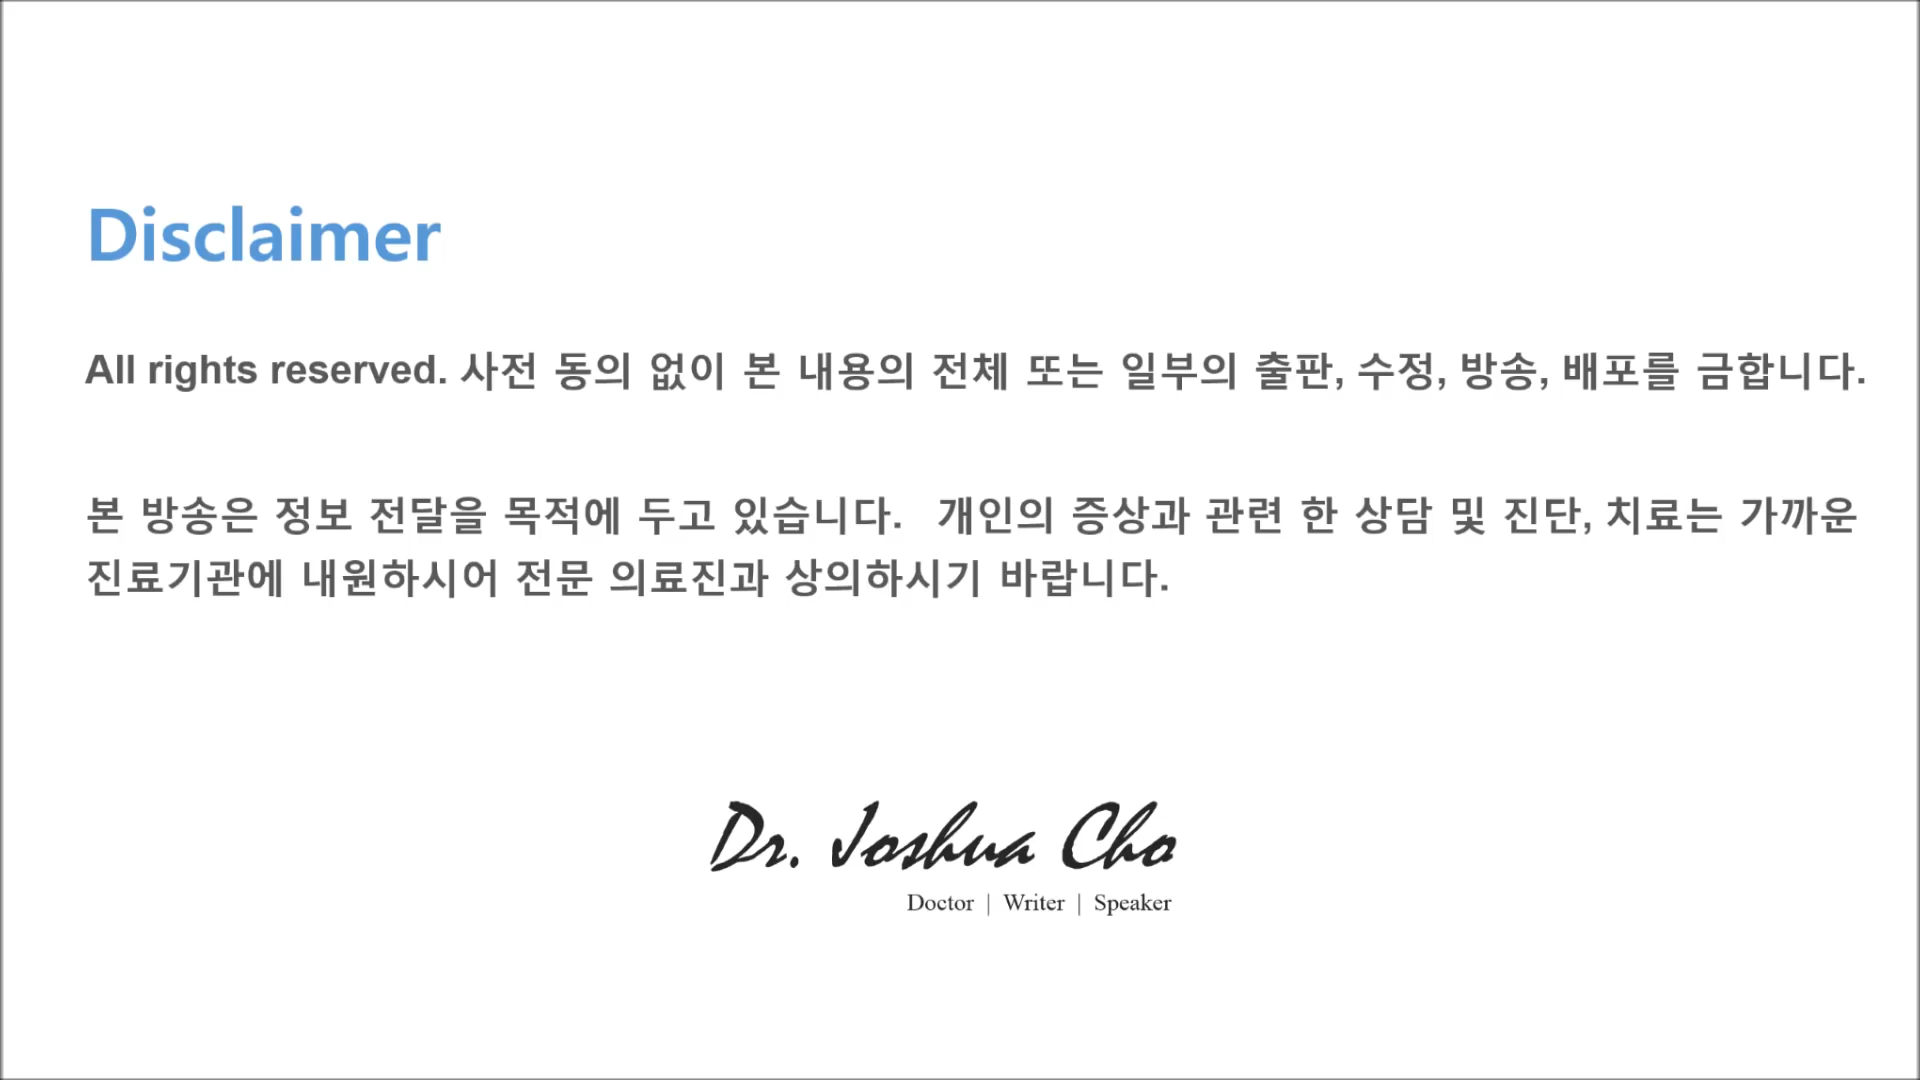 Disclaimer
All rights reserved. 사전 동의 없이 본 내용의 전체 또는 일부의 출판, 수정, 방송, 배포를 금합니다.
본 방송은 정보 전달을 목적에 두고 있습니다. 개인의 증상과 관련 한 상담 및 진단, 치료는 가까운
진료기관에 내원하시어 전문 의료진과 상의하시기 바랍니다.
Dr. Joshua Cho
Doctor | Writer | Speaker